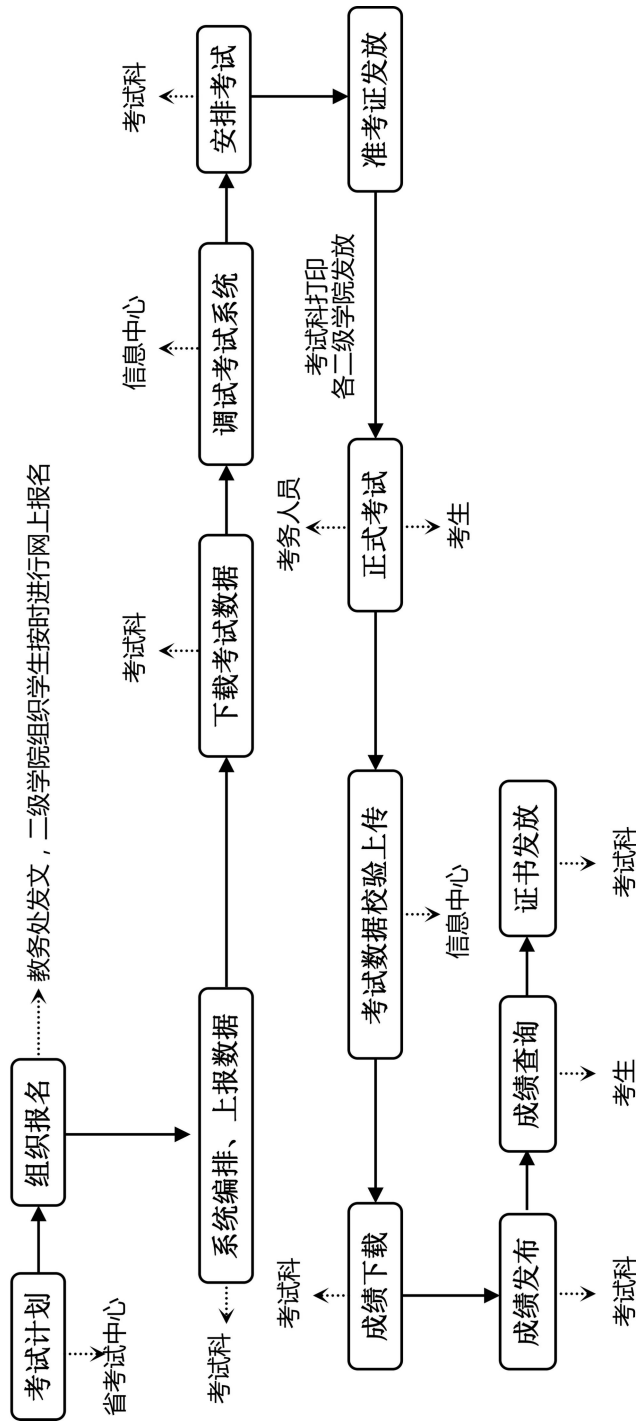 考试计划
省考试中心
组织报名
教务处发文，二级学院组织学生按时进行网上报名
系统编排、上报数据
考试科
下载考试数据
考试科
调试考试系统
信息中心
安排考试
考试科
准考证发放
考试科打印
各二级学院发放
正式考试
考务人员
考生
考试数据校验上传
信息中心
成绩下载
考试科
成绩发布
考试科
成绩查询
考生
证书发放
考试科